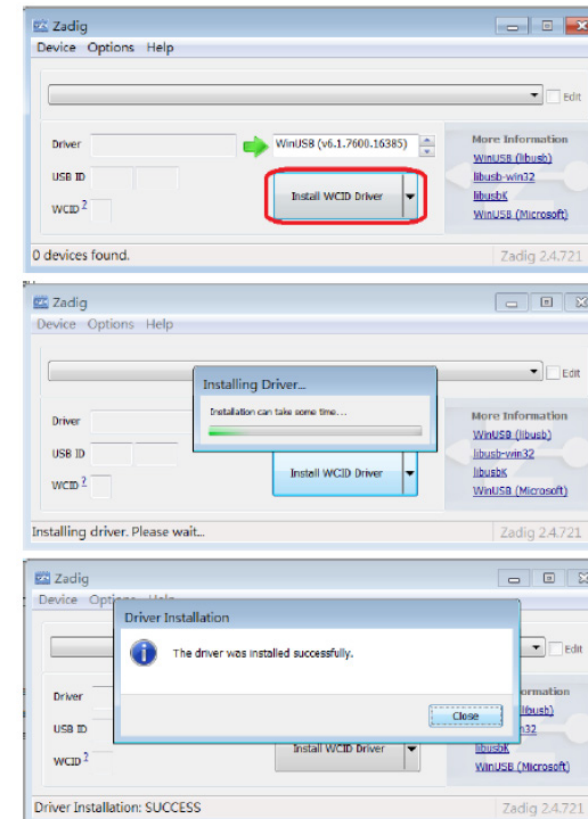 Zadig
Device Options Help
Edit
Driver
WinUSB (v6.1.7600.16385)
More Information
WinUSB (libusb)
USB ID
Install WCID Driver
libusb-win32
libusbK
WCID ?
WinUSB (Microsoft)
0 devices found.
Zadig 2.4.721
Zadig
Device Options Help
Installing Driver...
Edit
Installation can take some time...
Driver
More Information
WinUSB (libusb)
USB ID
Install WCID Driver
libusb-win32
libusbK
WCID ?
WinUSB (Microsoft)
Installing driver. Please wait...
Zadig 2.4.721
Zadig
Device
Driver Installation
The driver was installed successfully.
Edit
Driver
Close
USB ID
Install WCID Driver
libusbK
WCID ?
WinUSB (Microsoft)
Driver Installation: SUCCESS
Zadig 2.4.721